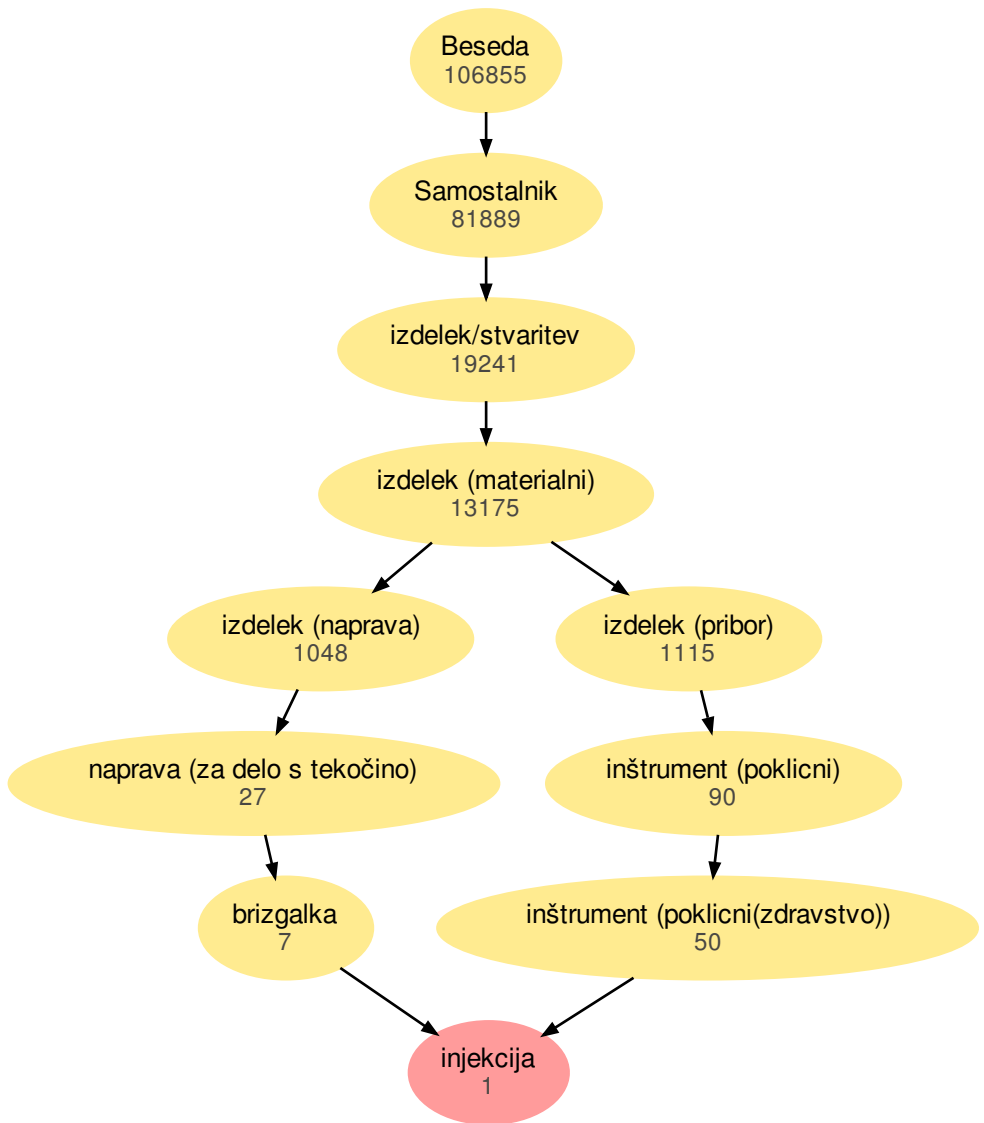 Beseda
106855
Samostalnik
81889
izdelek/stvaritev
19241
izdelek (materialni)
13175
izdelek (naprava)
1048
izdelek (pribor)
1115
naprava (za delo s tekočino)
27
inštrument (poklicni)
90
brizgalka
7
inštrument (poklicni(zdravstvo))
50
injekcija
1